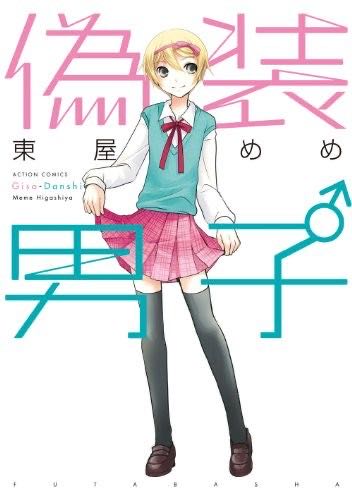 偽装
東屋めめ
ACTION COMICS
Giso-Danshi
Meme Higashiya
男子
FUTABASHA